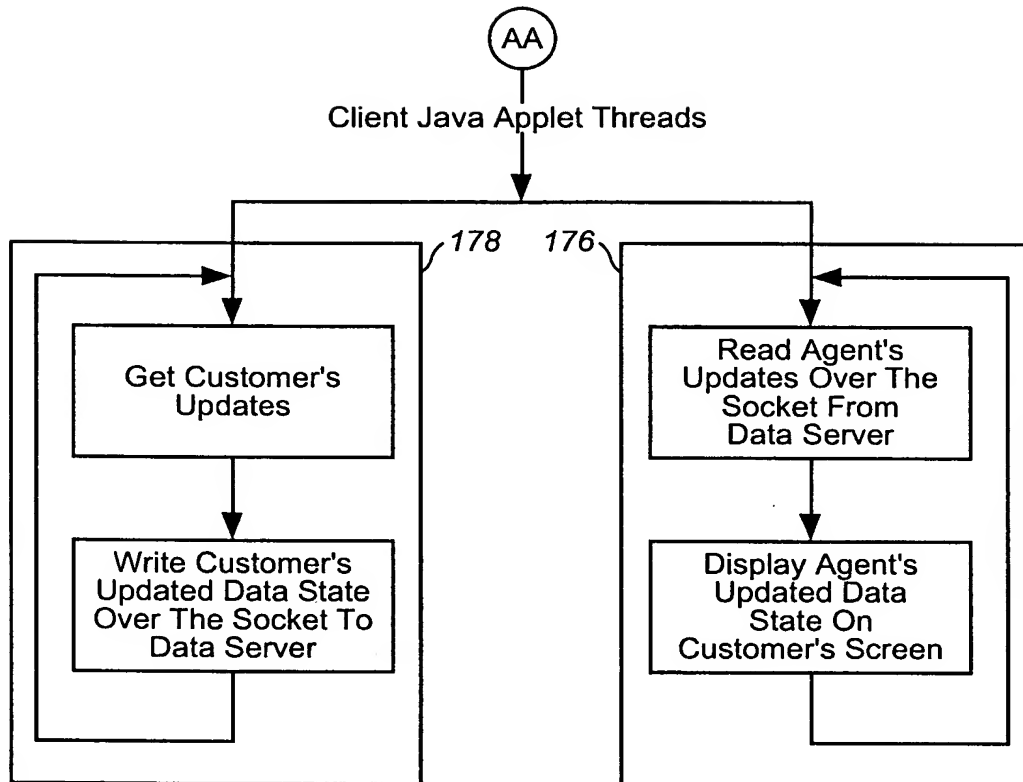 AA
Client Java Applet Threads
178
176
Get Customer's
Updates
Write Customer's
Updated Data State
Over The Socket To
Data Server
Read Agent's
Updates Over The
Socket From
Data Server
Display Agent's
Updated Data
State On
Customer's Screen